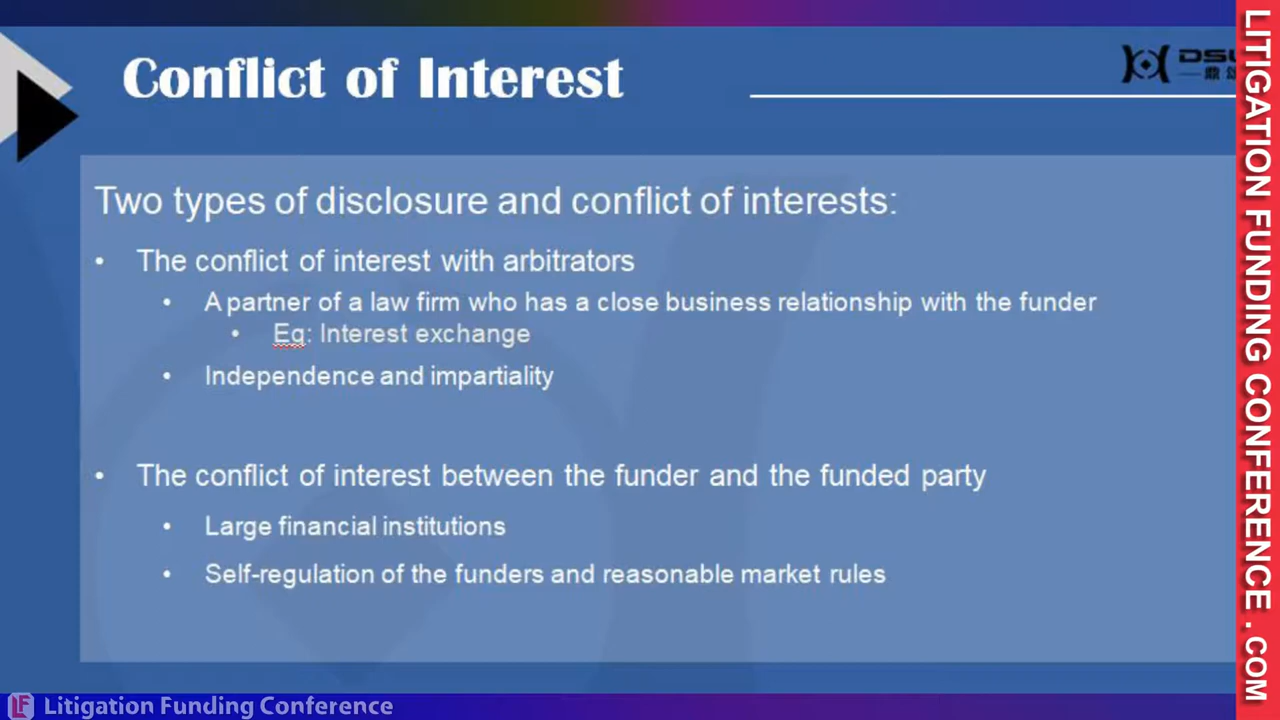 Conflict of Interest
Two types of disclosure and conflict of interests:
• The conflict of interest with arbitrators
• A partner of a law firm who has a close business relationship with the funder
• Eg: Interest exchange
• Independence and impartiality
• The conflict of interest between the funder and the funded party
• Large financial institutions
• Self-regulation of the funders and reasonable market rules
LITIGATION FUNDING CONFERENCE . COM
LF Litigation Funding Conference